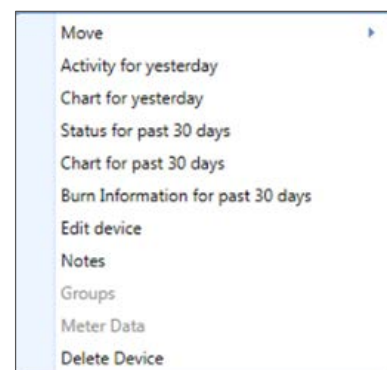 Move
Activity for yesterday
Chart for yesterday
Status for past 30 days
Chart for past 30 days
Burn Information for past 30 days
Edit device
Notes
Groups
Meter Data
Delete Device